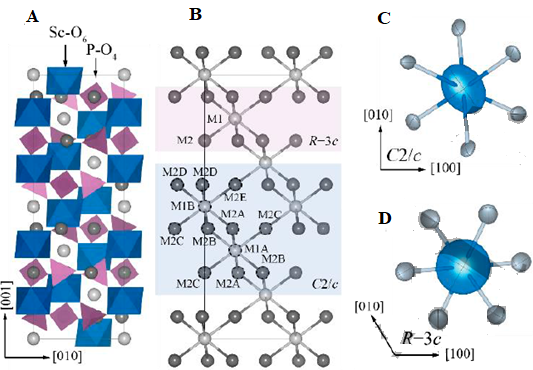 A
Sc-O₆
P-O₄
[001]
[010]
B
M1
M2
R−3c
M2D M2D
M2E
M1B
M2A
M2C
M2C
M2B
M1A
M2B
M2C
M2A
C2/c
C
[010]
C2/c
[100]
D
[010]
R−3c
[100]